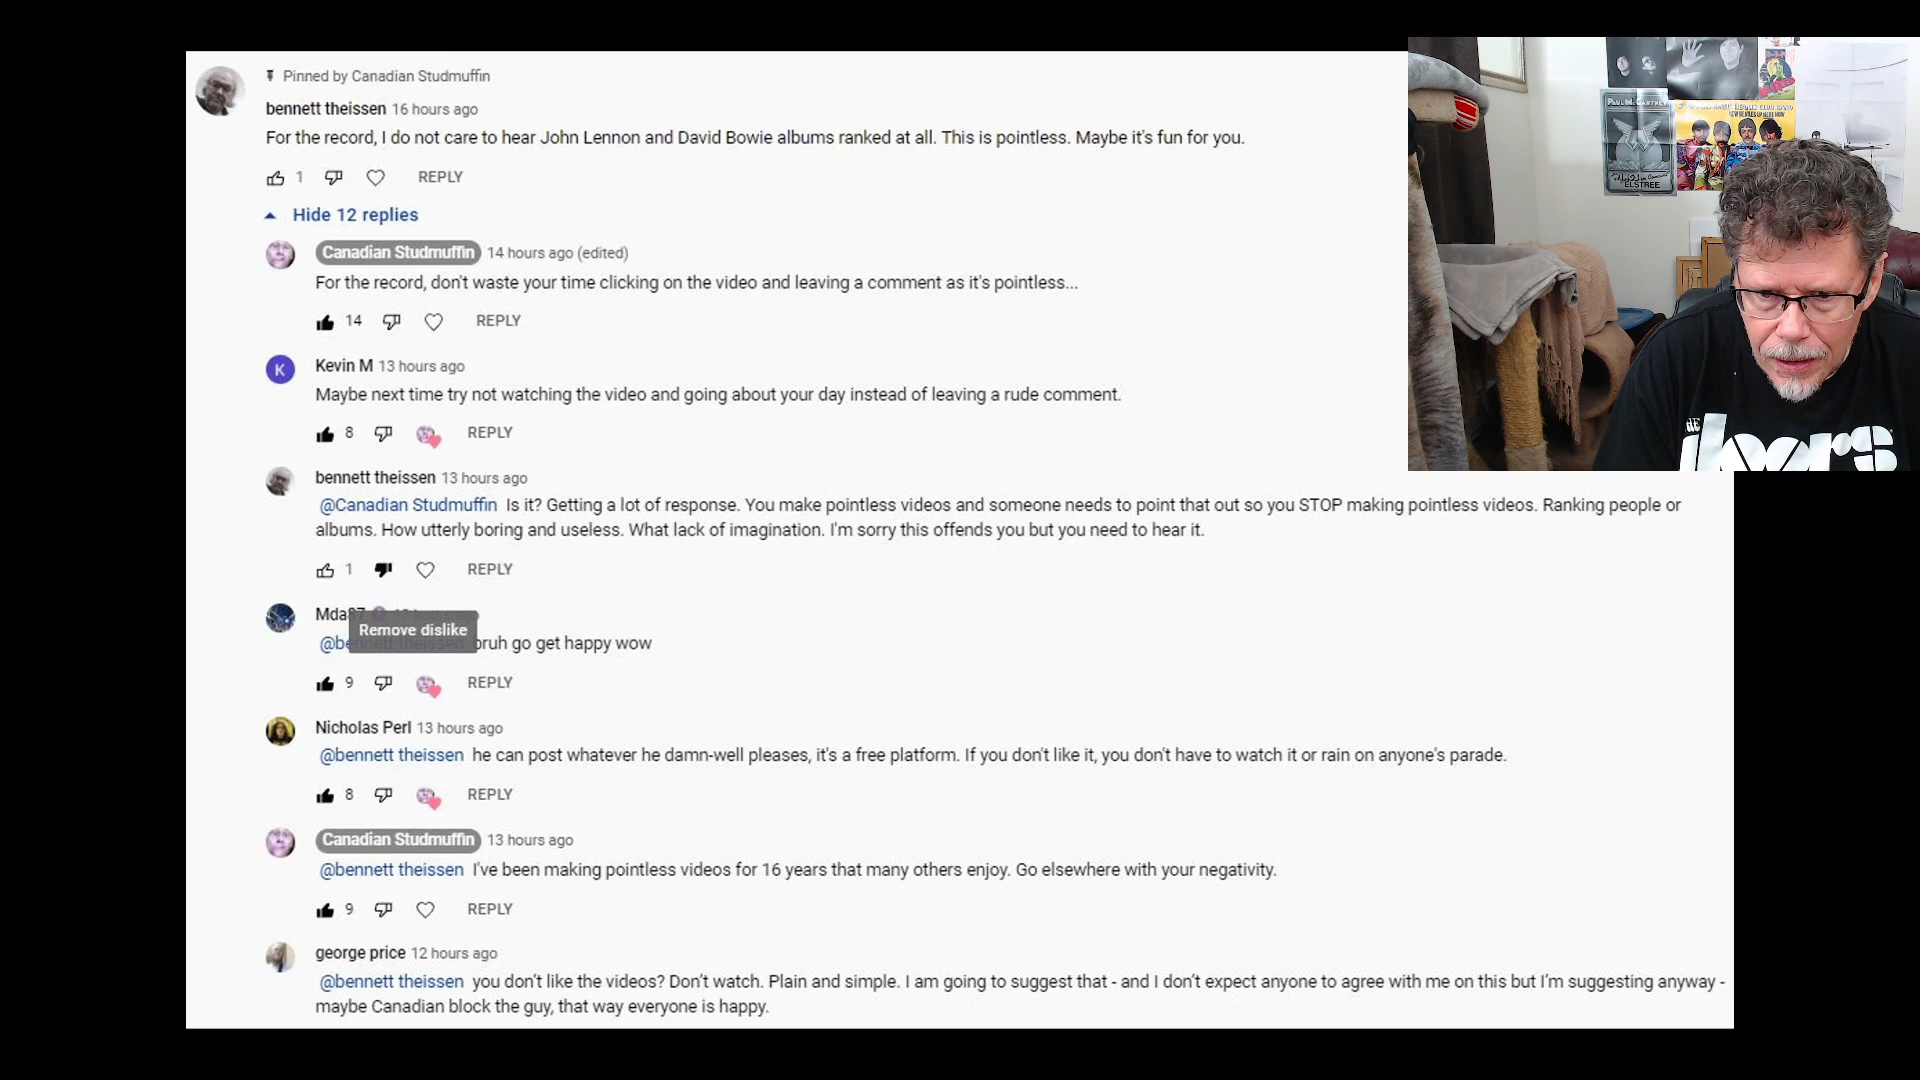 Pinned by Canadian Studmuffin
bennett theissen 16 hours ago
For the record, I do not care to hear John Lennon and David Bowie albums ranked at all. This is pointless. Maybe it's fun for you.
1 REPLY
Hide 12 replies
Canadian Studmuffin 14 hours ago (edited)
For the record, don't waste your time clicking on the video and leaving a comment as it's pointless...
14 REPLY
K
Kevin M 13 hours ago
Maybe next time try not watching the video and going about your day instead of leaving a rude comment.
8 REPLY
bennett theissen 13 hours ago
@Canadian Studmuffin Is it? Getting a lot of response. You make pointless videos and someone needs to point that out so you STOP making pointless videos. Ranking people or
albums. How utterly boring and useless. What lack of imagination. I'm sorry this offends you but you need to hear it.
1 REPLY
Remove dislike
bruh go get happy wow
9 REPLY
Nicholas Perl 13 hours ago
@bennett theissen he can post whatever he damn-well pleases, it's a free platform. If you don't like it, you don't have to watch it or rain on anyone's parade.
8 REPLY
Canadian Studmuffin 13 hours ago
@bennett theissen I've been making pointless videos for 16 years that many others enjoy. Go elsewhere with your negativity.
9 REPLY
george price 12 hours ago
@bennett theissen you don't like the videos? Don't watch. Plain and simple. I am going to suggest that - and I don't expect anyone to agree with me on this but I'm suggesting anyway -
maybe Canadian block the guy, that way everyone is happy.
PAUL McCARTNEY
ELSTREE
THE
doors